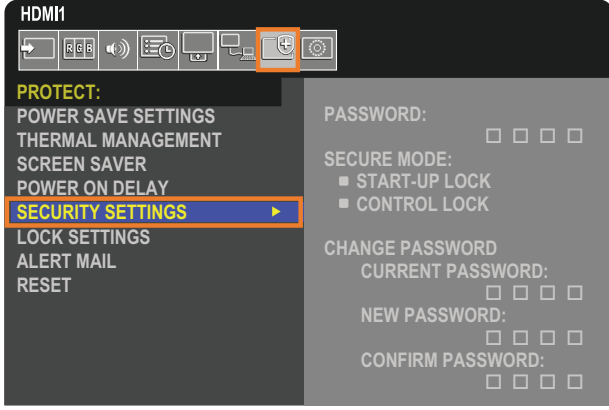 HDMI1
RGB
PROTECT:
POWER SAVE SETTINGS
THERMAL MANAGEMENT
SCREEN SAVER
POWER ON DELAY
SECURITY SETTINGS
LOCK SETTINGS
ALERT MAIL
RESET
PASSWORD:
SECURE MODE:
START-UP LOCK
CONTROL LOCK
CHANGE PASSWORD
CURRENT PASSWORD:
NEW PASSWORD:
CONFIRM PASSWORD: